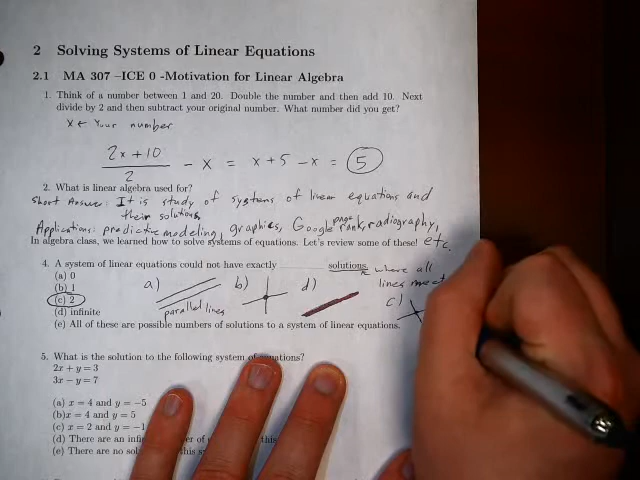 2 Solving Systems of Linear Equations
2.1 MA 307 –ICE 0 -Motivation for Linear Algebra
1. Think of a number between 1 and 20. Double the number and then add 10. Next
divide by 2 and then subtract your original number. What number did you get?
x ← Your number
(2x + 10)/2 - x = x + 5 - x = 5
2. What is linear algebra used for?
Short Answer: It is study of systems of linear equations and
their solutions
Applications: predictive modeling, graphics, Google page rank, radiography,
In algebra class, we learned how to solve systems of equations. Let's review some of these! etc.
4. A system of linear equations could not have exactly ________ solutions. where all
(a) 0 a) b) d) lines meet
(b) 1
(c) 2 c)
(d) infinite parallel lines
(e) All of these are possible numbers of solutions to a system of linear equations.
5. What is the solution to the following system of equations?
2x + y = 3
3x − y = 7
(a) x = 4 and y = −5
(b) x = 4 and y = 5
(c) x = 2 and y = −1
(d) There are an of this
(e) There are no this